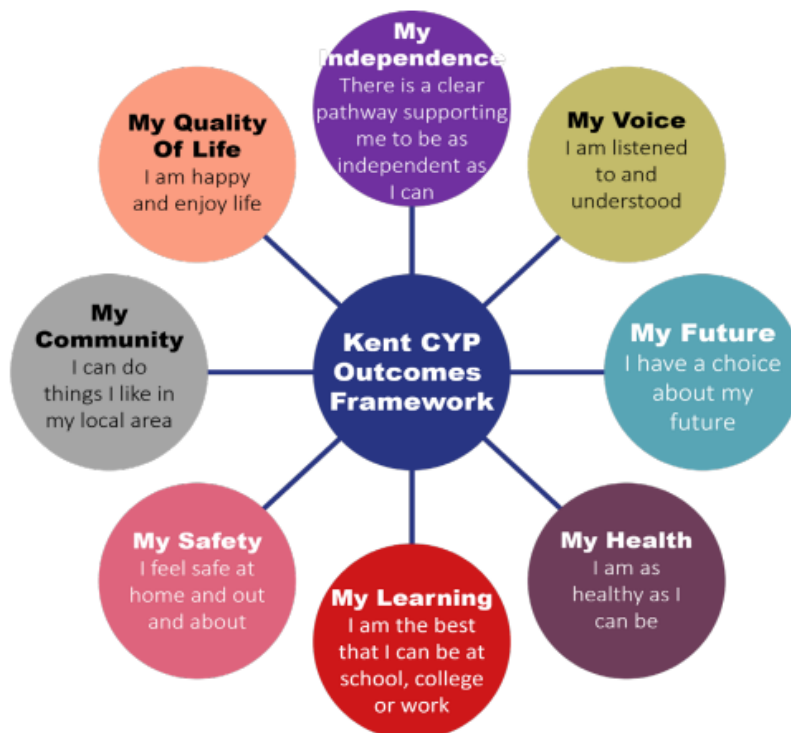 My
Independence
There is a clear
pathway supporting
me to be as
independent as
I can
My Voice
I am listened
to and
understood
My Future
I have a choice
about my
future
My Health
I am as
healthy as I
can be
My Learning
I am the best
that I can be at
school, college
or work
My Safety
I feel safe at
home and out
and about
My
Community
I can do
things I like in
my local area
My Quality
Of Life
I am happy
and enjoy life
Kent CYP
Outcomes
Framework